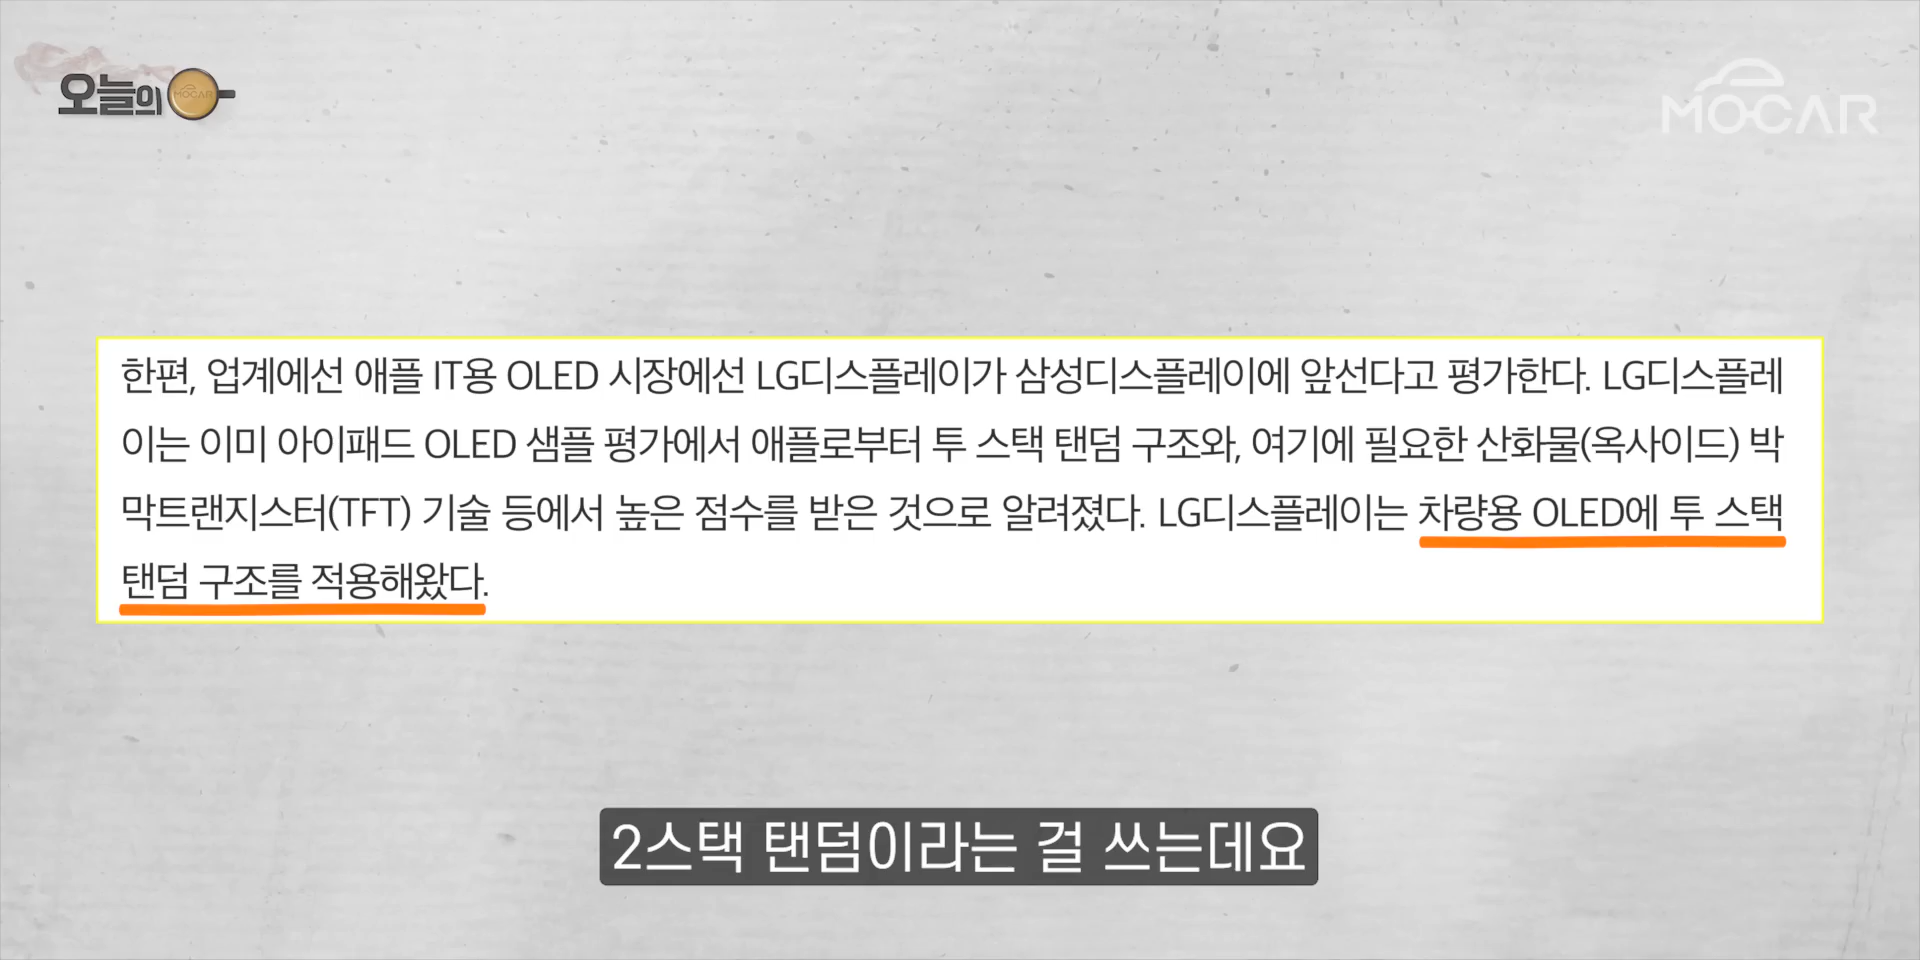 오늘의
MOCAR
MOCAR
한편, 업계에선 애플 IT용 OLED 시장에선 LG디스플레이가 삼성디스플레이에 앞선다고 평가한다. LG디스플레
이는 이미 아이패드 OLED 샘플 평가에서 애플로부터 투 스택 탠덤 구조와, 여기에 필요한 산화물(옥사이드) 박
막트랜지스터(TFT) 기술 등에서 높은 점수를 받은 것으로 알려졌다. LG디스플레이는 차량용 OLED에 투 스택
탠덤 구조를 적용해왔다.
2스택 탠덤이라는 걸 쓰는데요